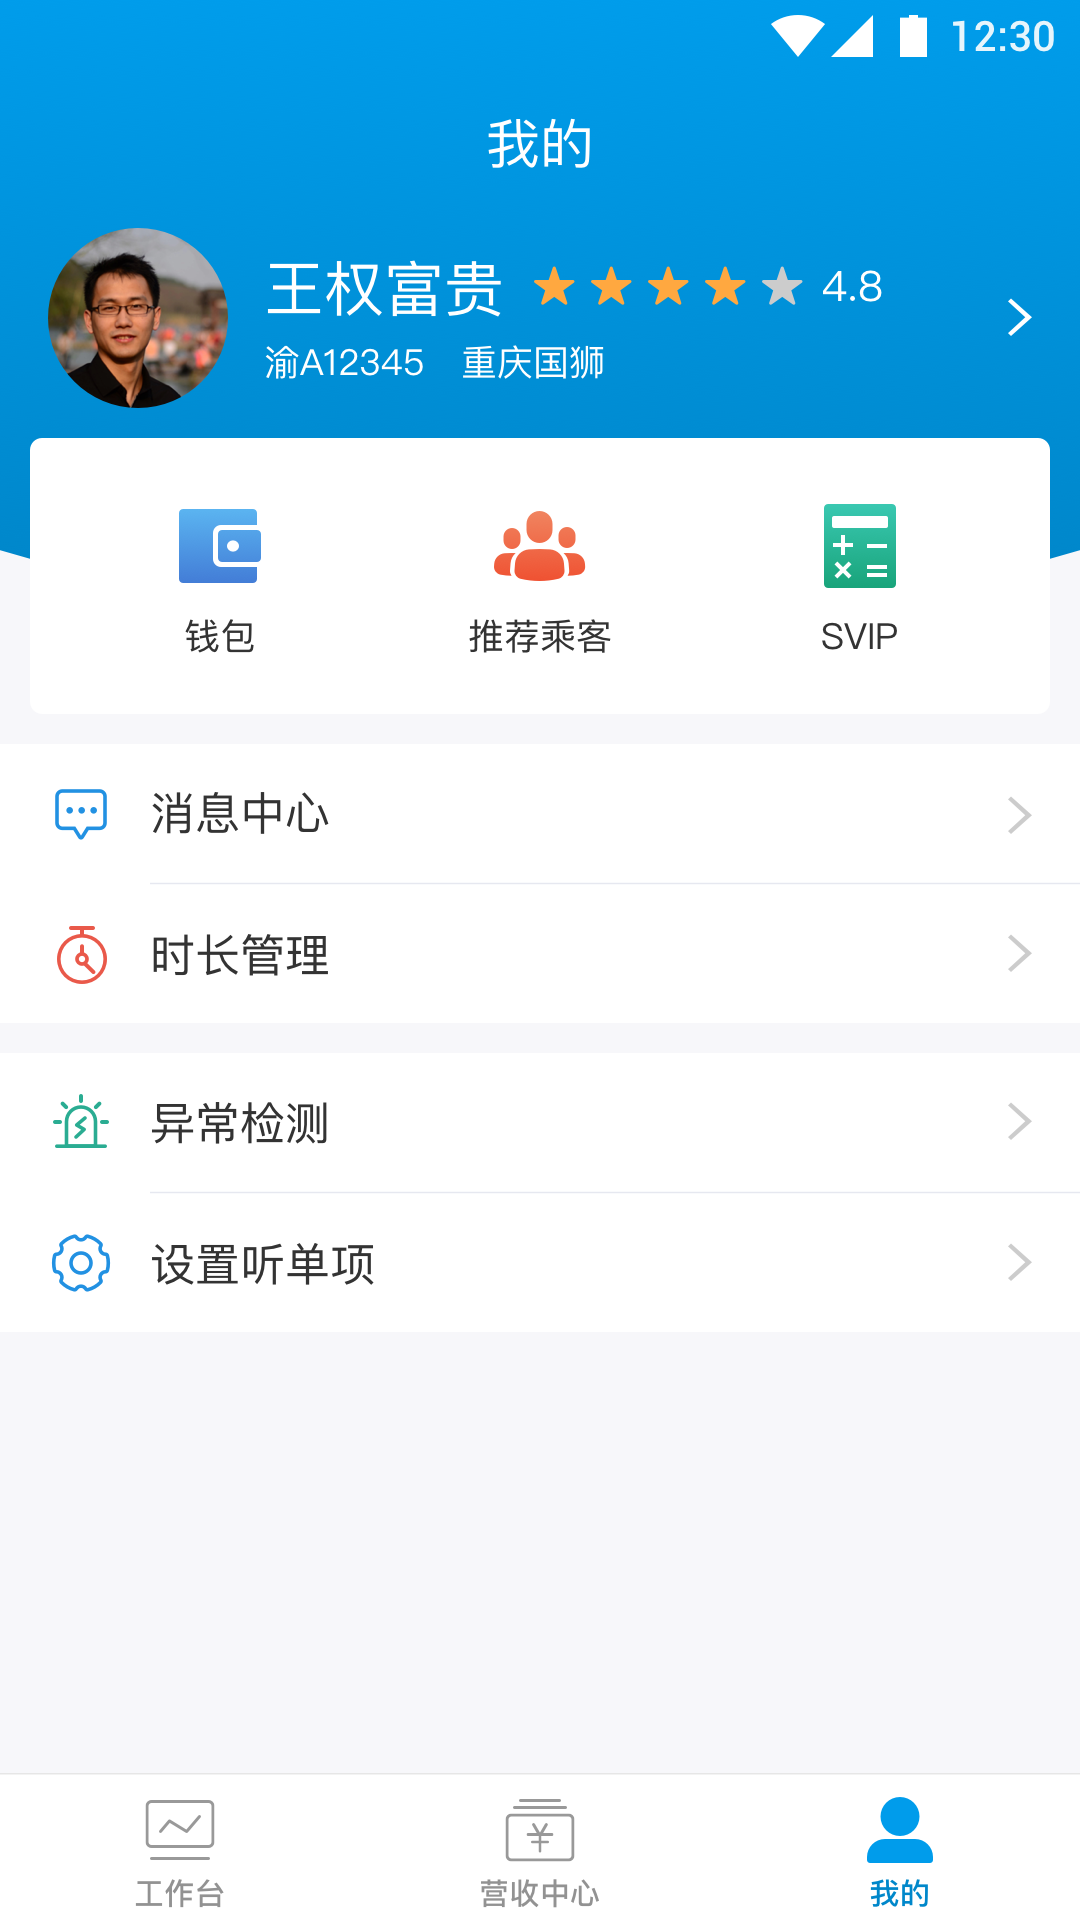 12:30
我的
王权富贵 4.8
渝A12345 重庆国狮
钱包 推荐乘客 SVIP
消息中心
时长管理
异常检测
设置听单项
工作台 营收中心 我的